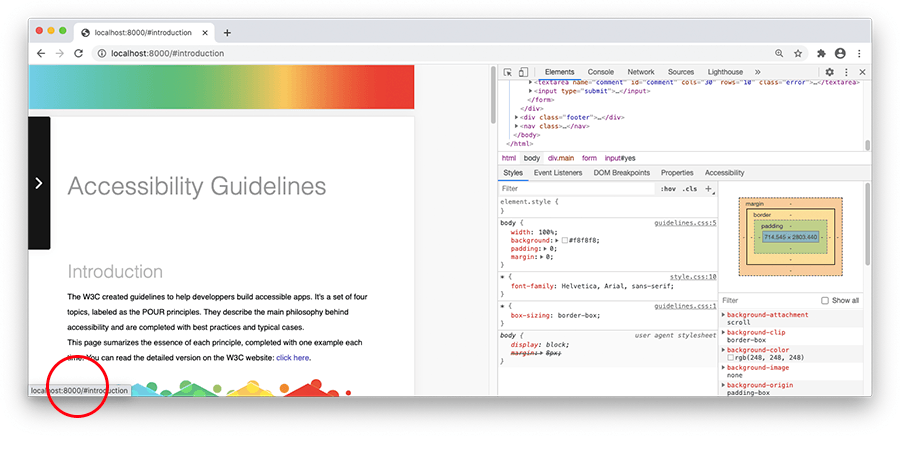 localhost:8000/#introduction
localhost:8000/#introduction
Accessibility Guidelines
Introduction
The W3C created guidelines to help developpers build accessible apps. It's a set of four
topics, labeled as the POUR principles. They describe the main philosophy behind
accessibility and are completed with best practices and typical cases.
This page sumarizes the essence of each principle, completed with one example each
time. You can read the detailed version on the W3C website: click here.
localhost:8000/#introduction
Elements Console Network Sources Lighthouse »
<textarea name="comment" id="comment" cols="30" rows="10" class="error">…</textarea>
<input type="submit">…</input>
</form>
</div>
<div class="footer">…</div>
<nav class>…</nav>
</body>
</html>
html body div.main form input#yes
Styles Event Listeners DOM Breakpoints Properties Accessibility
Filter :hov .cls +
element.style {
}
body { guidelines.css:5
width: 100%;
background: #f8f8f8;
padding: 0;
margin: 0;
}
* { style.css:10
font-family: Helvetica, Arial, sans-serif;
}
* { guidelines.css:1
box-sizing: border-box;
}
body { user agent stylesheet
display: block;
margin: 8px;
}
margin -
border -
padding -
714.545 × 2803.440
Filter Show all
background-attachment
scroll
background-clip
border-box
background-color
rgb(248, 248, 248)
background-image
none
background-origin
padding-box